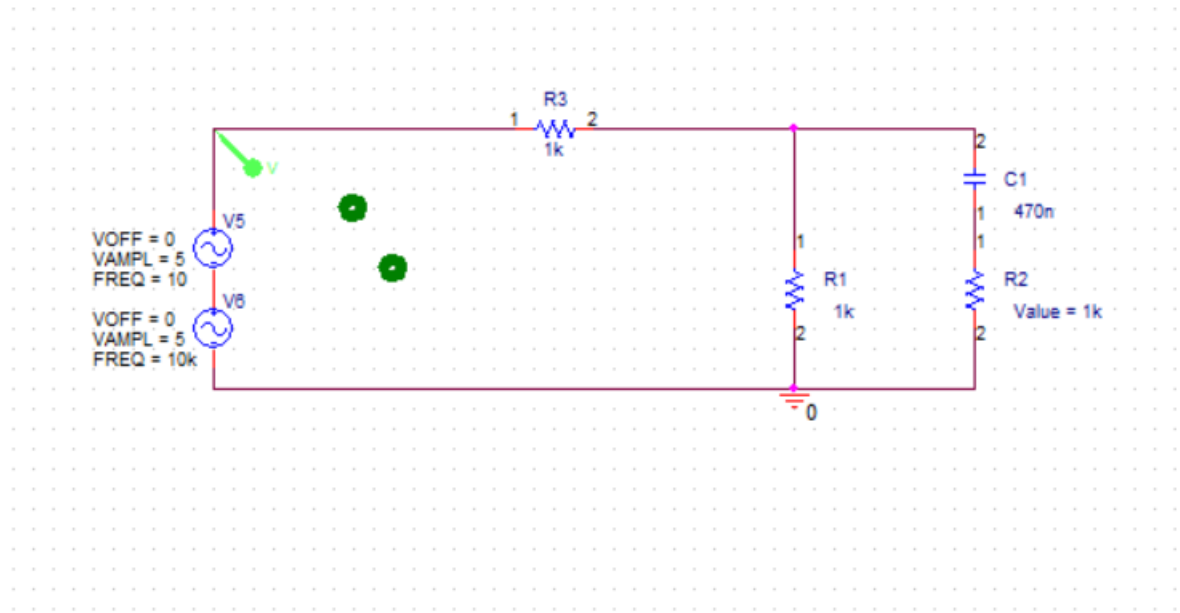 R3
1 2
1k
V
V5
VOFF = 0
VAMPL = 5
FREQ = 10
V6
VOFF = 0
VAMPL = 5
FREQ = 10k
2
C1
1
470n
1
1
R1
1k
2
R2
Value = 1k
2
0